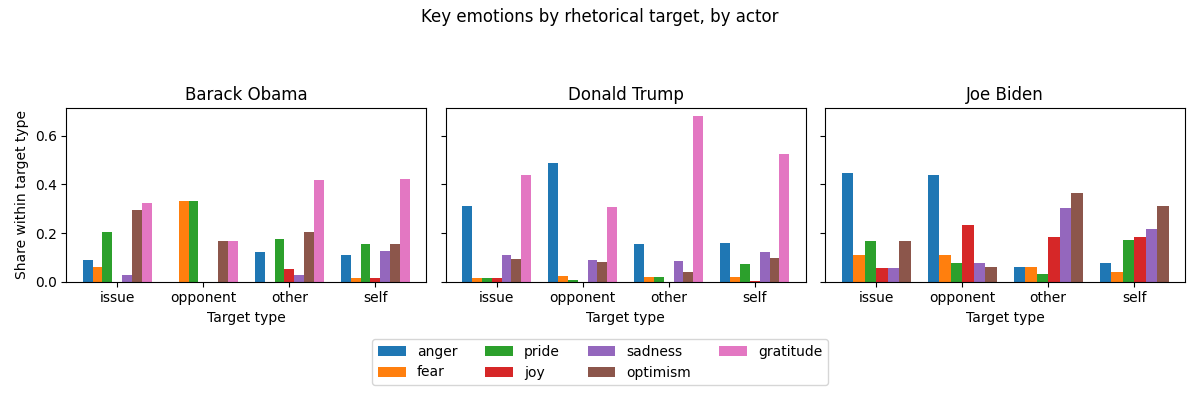 Key emotions by rhetorical target, by actor
Barack Obama
Donald Trump
Joe Biden
Share within target type
0.6
0.4
0.2
0.0
issue opponent other self
issue opponent other self
issue opponent other self
Target type
Target type
Target type
anger pride sadness gratitude
fear joy optimism